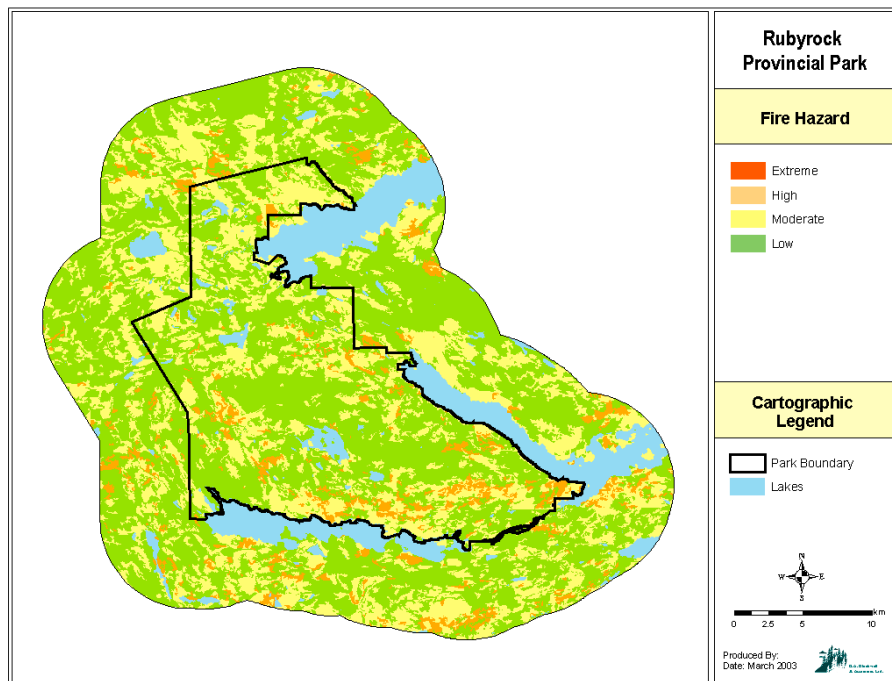 Rubyrock
Provincial Park
Fire Hazard
Extreme
High
Moderate
Low
Cartographic
Legend
Park Boundary
Lakes
N
W E
S
km
0 2.5 5 10
Produced By:
Date: March 2003